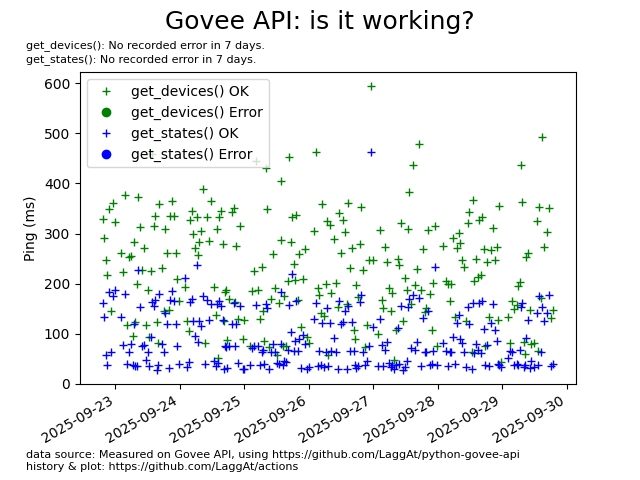 Govee API: is it working?
get_devices(): No recorded error in 7 days.
get_states(): No recorded error in 7 days.
600
500
400
300
200
100
0
Ping (ms)
get_devices() OK
get_devices() Error
get_states() OK
get_states() Error
2025-09-23
2025-09-24
2025-09-25
2025-09-26
2025-09-27
2025-09-28
2025-09-29
2025-09-30
data source: Measured on Govee API, using https://github.com/LaggAt/python-govee-api
history & plot: https://github.com/LaggAt/actions